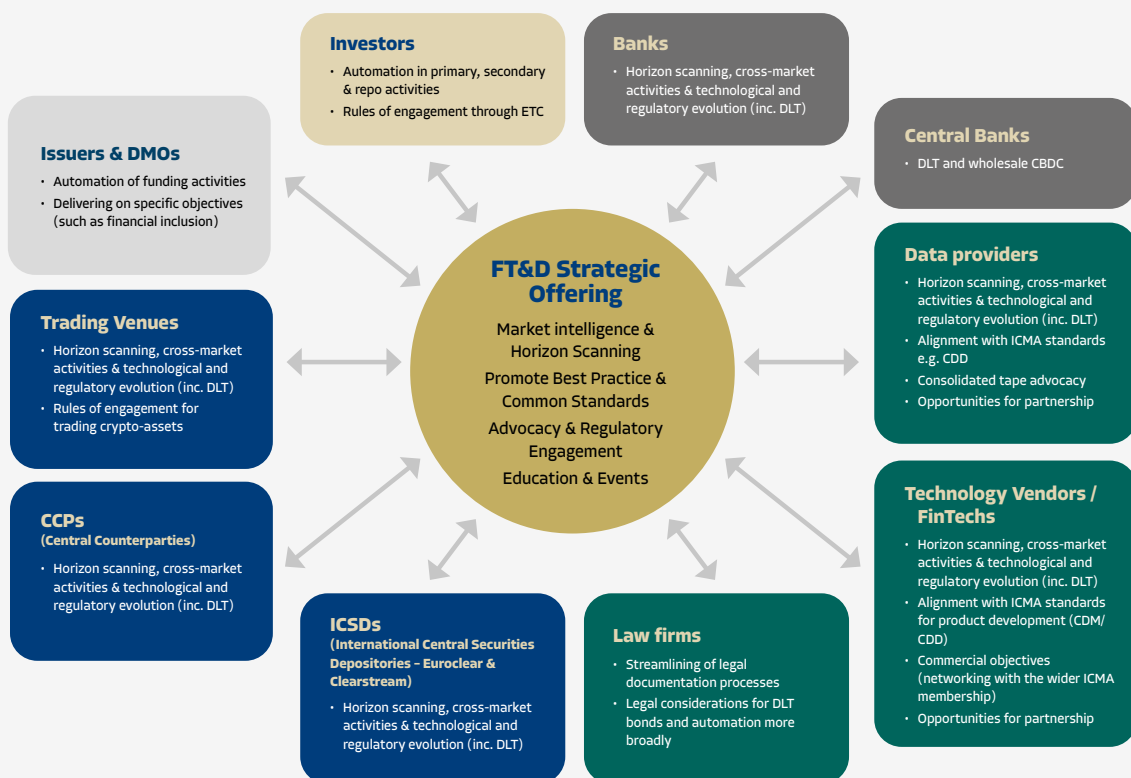 Investors
• Automation in primary, secondary
& repo activities
• Rules of engagement through ETC
Banks
• Horizon scanning, cross-market
activities & technological and
regulatory evolution (inc. DLT)
Issuers & DMOs
• Automation of funding activities
• Delivering on specific objectives
(such as financial inclusion)
Central Banks
• DLT and wholesale CBDC
FT&D Strategic
Offering
Market intelligence &
Horizon Scanning
Promote Best Practice &
Common Standards
Advocacy & Regulatory
Engagement
Education & Events
Data providers
• Horizon scanning, cross-market
activities & technological and
regulatory evolution (inc. DLT)
• Alignment with ICMA standards
e.g. CDD
• Consolidated tape advocacy
• Opportunities for partnership
Trading Venues
• Horizon scanning, cross-market
activities & technological and
regulatory evolution (inc. DLT)
• Rules of engagement for
trading crypto-assets
CCPs
(Central Counterparties)
• Horizon scanning, cross-market
activities & technological and
regulatory evolution (inc. DLT)
Technology Vendors /
FinTechs
• Horizon scanning, cross-market
activities & technological and
regulatory evolution (inc. DLT)
• Alignment with ICMA standards
for product development (CDM/
CDD)
• Commercial objectives
(networking with the wider ICMA
membership)
• Opportunities for partnership
ICSDs
(International Central Securities
Depositories – Euroclear &
Clearstream)
• Horizon scanning, cross-market
activities & technological and
regulatory evolution (inc. DLT)
Law firms
• Streamlining of legal
documentation processes
• Legal considerations for DLT
bonds and automation more
broadly